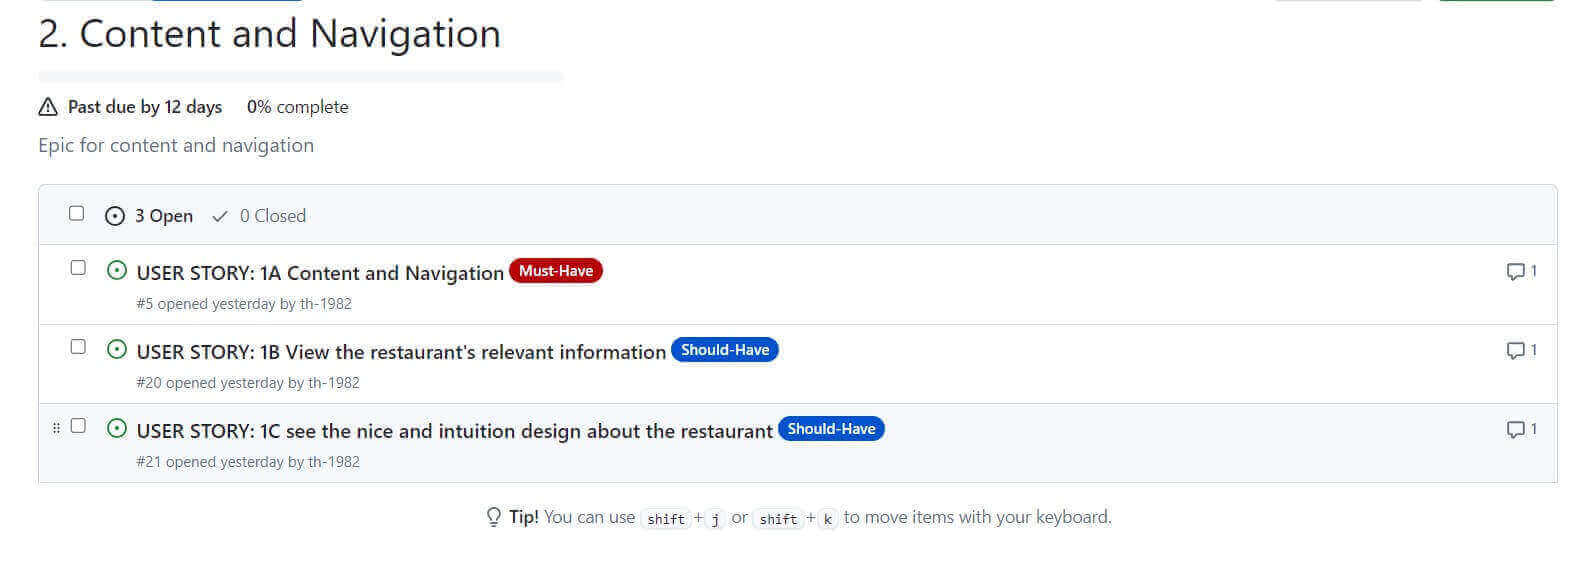 2. Content and Navigation
Past due by 12 days 0% complete
Epic for content and navigation
3 Open 0 Closed
USER STORY: 1A Content and Navigation Must-Have 1
#5 opened yesterday by th-1982
USER STORY: 1B View the restaurant's relevant information Should-Have 1
#20 opened yesterday by th-1982
USER STORY: 1C see the nice and intuition design about the restaurant Should-Have 1
#21 opened yesterday by th-1982
Tip! You can use shift + j or shift + k to move items with your keyboard.